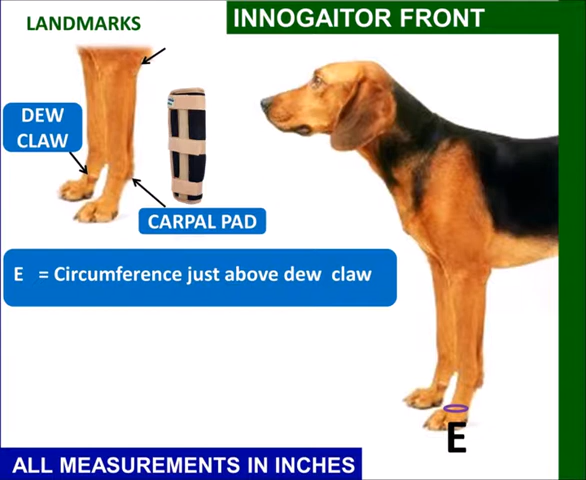 LANDMARKS
INNOGAITOR FRONT
DEW
CLAW
CARPAL PAD
E = Circumference just above dew claw
E
ALL MEASUREMENTS IN INCHES